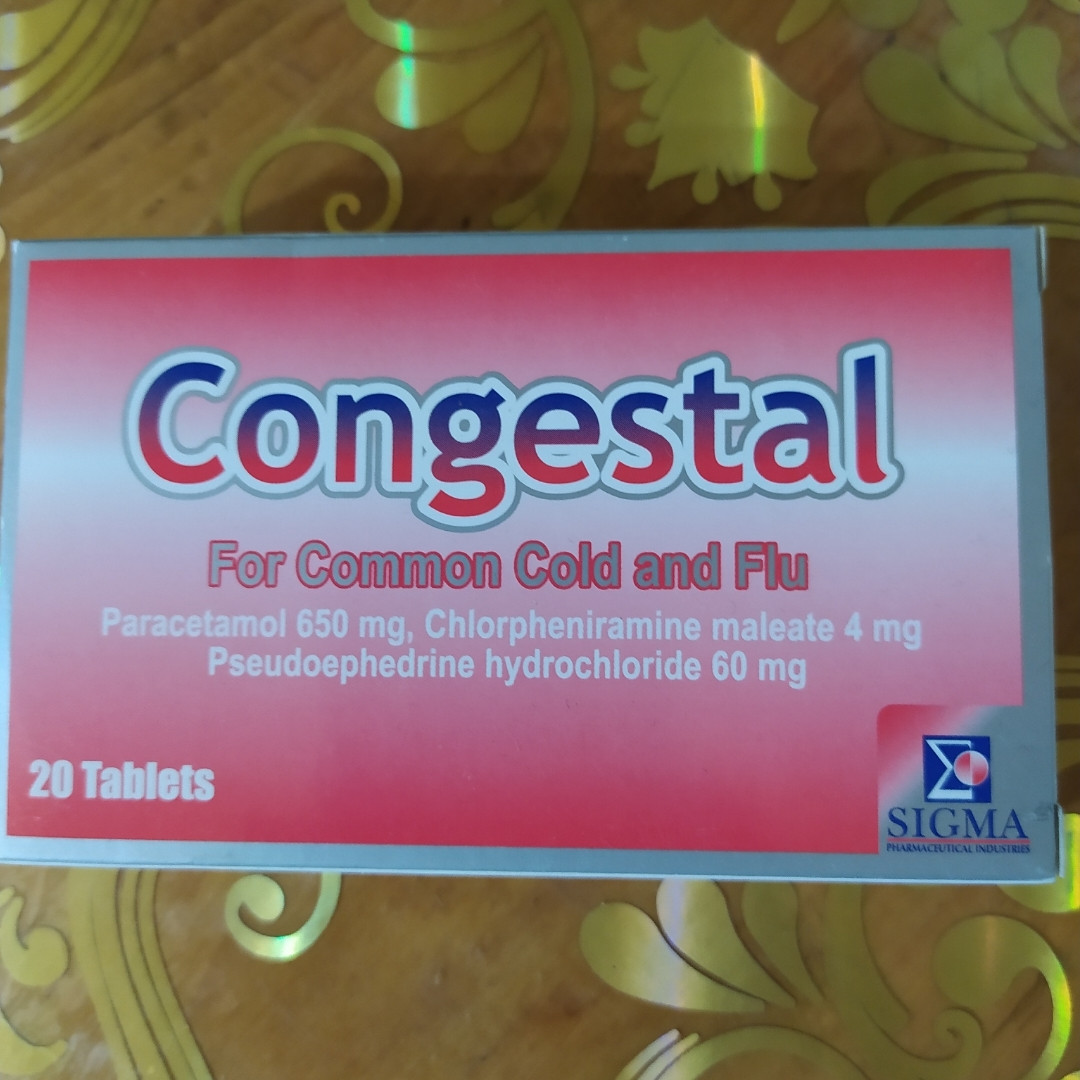 Congestal
For Common Cold and Flu
Paracetamol 650 mg, Chlorpheniramine maleate 4 mg
Pseudoephedrine hydrochloride 60 mg
20 Tablets
SIGMA
PHARMACEUTICAL INDUSTRIES